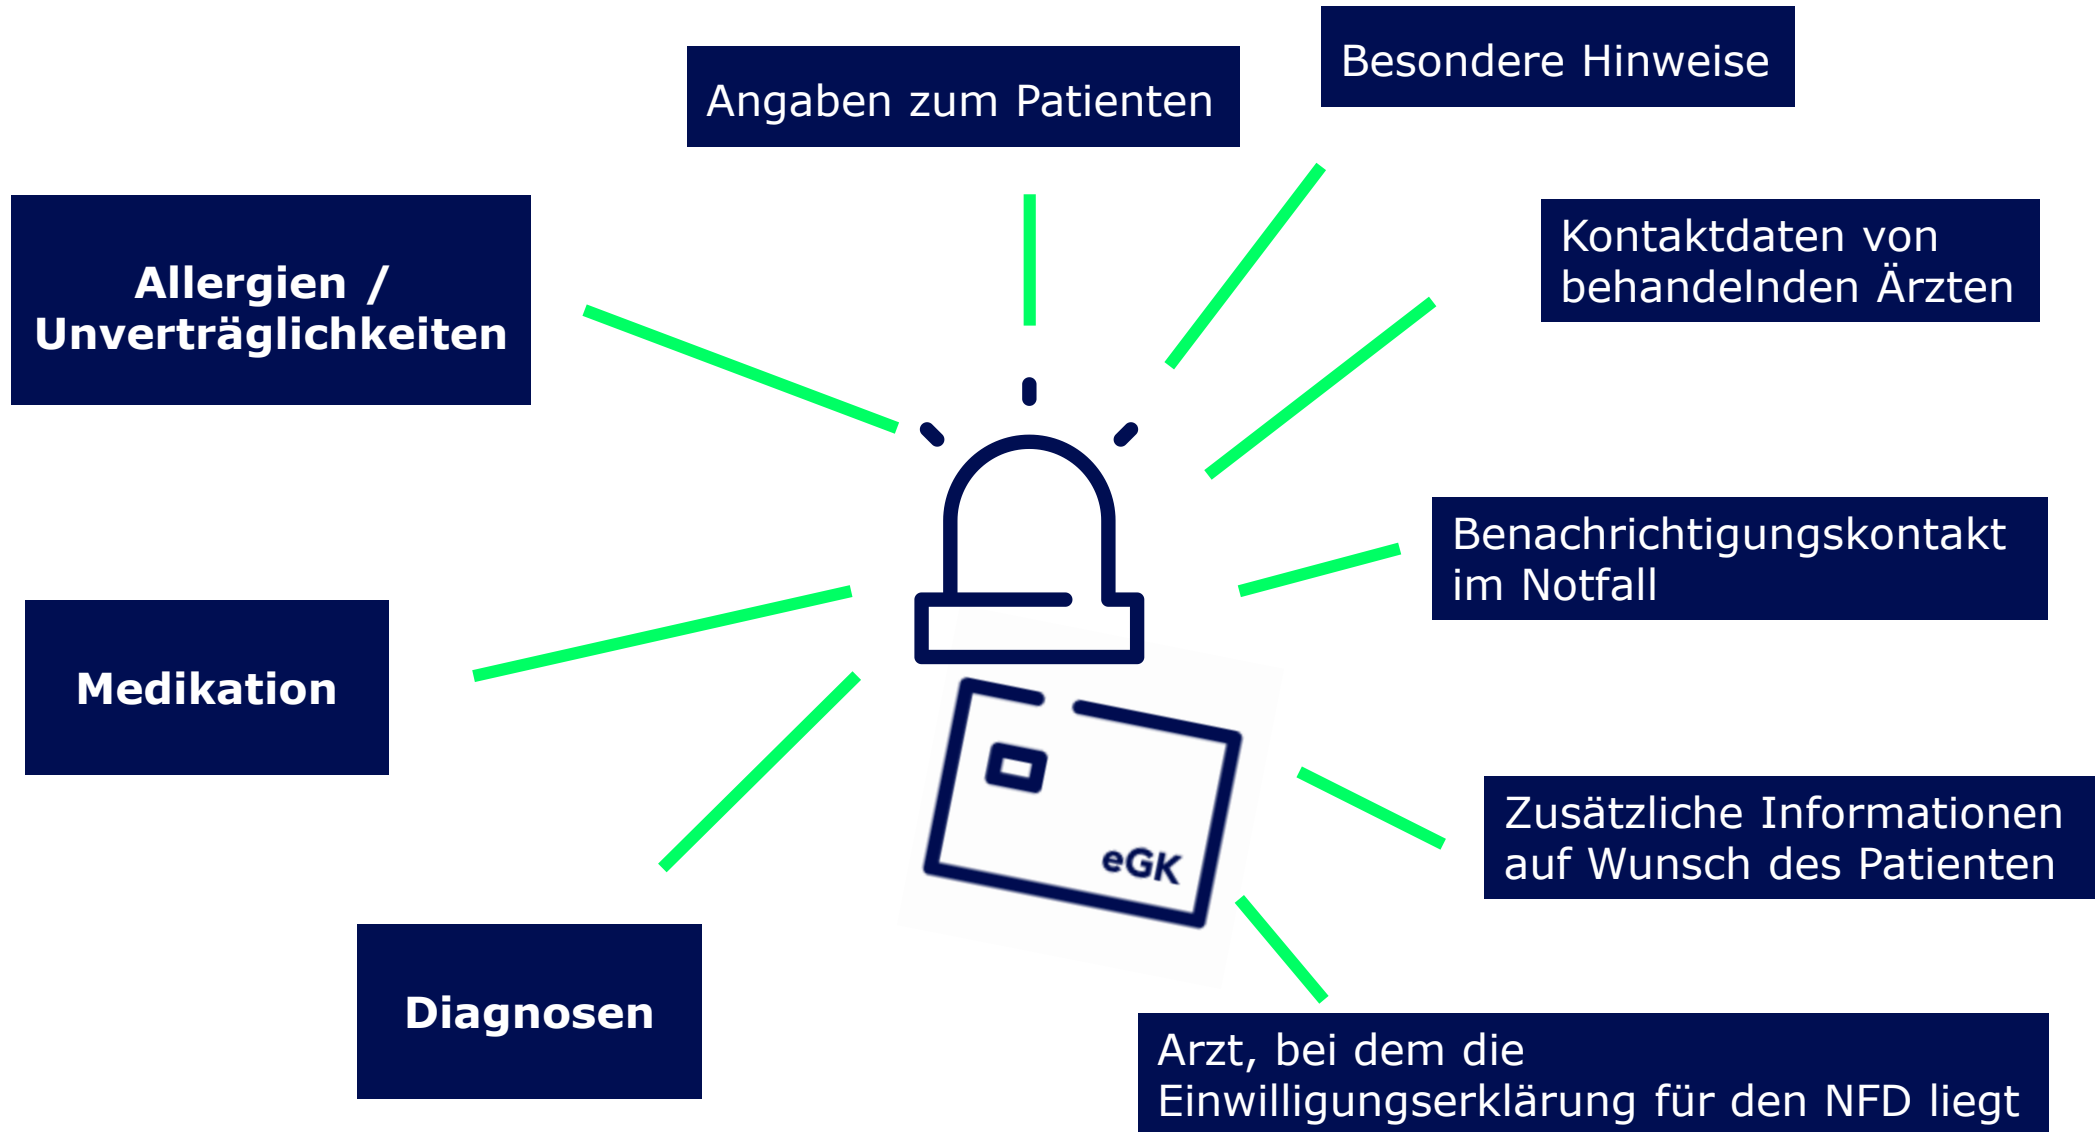 Besondere Hinweise
Angaben zum Patienten
Allergien /
Unverträglichkeiten
Kontaktdaten von
behandelnden Ärzten
Benachrichtigungskontakt
im Notfall
Medikation
Zusätzliche Informationen
auf Wunsch des Patienten
eGK
Diagnosen
Arzt, bei dem die
Einwilligungserklärung für den NFD liegt